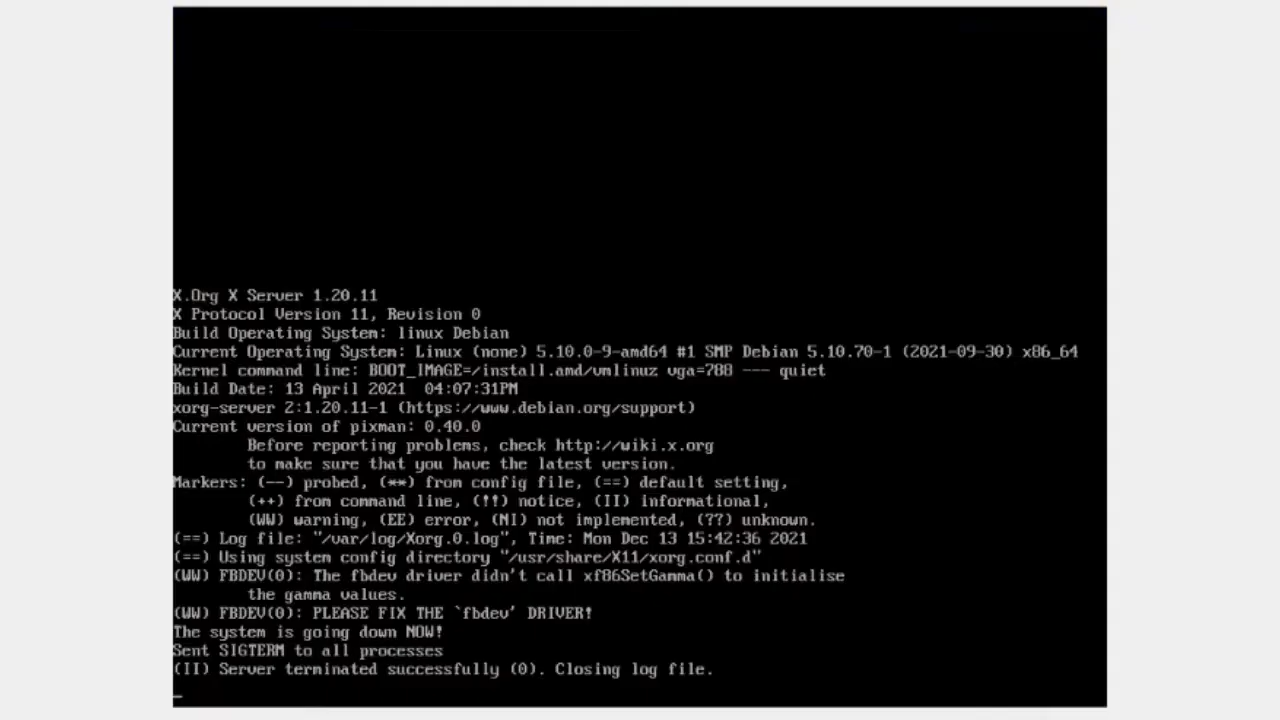 X.Org X Server 1.20.11
X Protocol Version 11, Revision 0
Build Operating System: linux Debian
Current Operating System: Linux (none) 5.10.0-9-amd64 #1 SMP Debian 5.10.70-1 (2021-09-30) x86_64
Kernel command line: BOOT_IMAGE=/install.amd/vmlinuz vga=788 --- quiet
Build Date: 13 April 2021  04:07:31PM
xorg-server 2:1.20.11-1 (https://www.debian.org/support)
Current version of pixman: 0.40.0
Before reporting problems, check http://wiki.x.org
to make sure that you have the latest version.
Markers: (--) probed, (**) from config file, (==) default setting,
(++) from command line, (!!) notice, (II) informational,
(WW) warning, (EE) error, (NI) not implemented, (??) unknown.
(==) Log file: "/var/log/Xorg.0.log", Time: Mon Dec 13 15:42:36 2021
(==) Using system config directory "/usr/share/X11/xorg.conf.d"
(WW) FBDEV(0): The fbdev driver didn't call xf86SetGamma() to initialise
the gamma values.
(WW) FBDEV(0): PLEASE FIX THE `fbdev' DRIVER!
The system is going down NOW!
Sent SIGTERM to all processes
(II) Server terminated successfully (0). Closing log file.